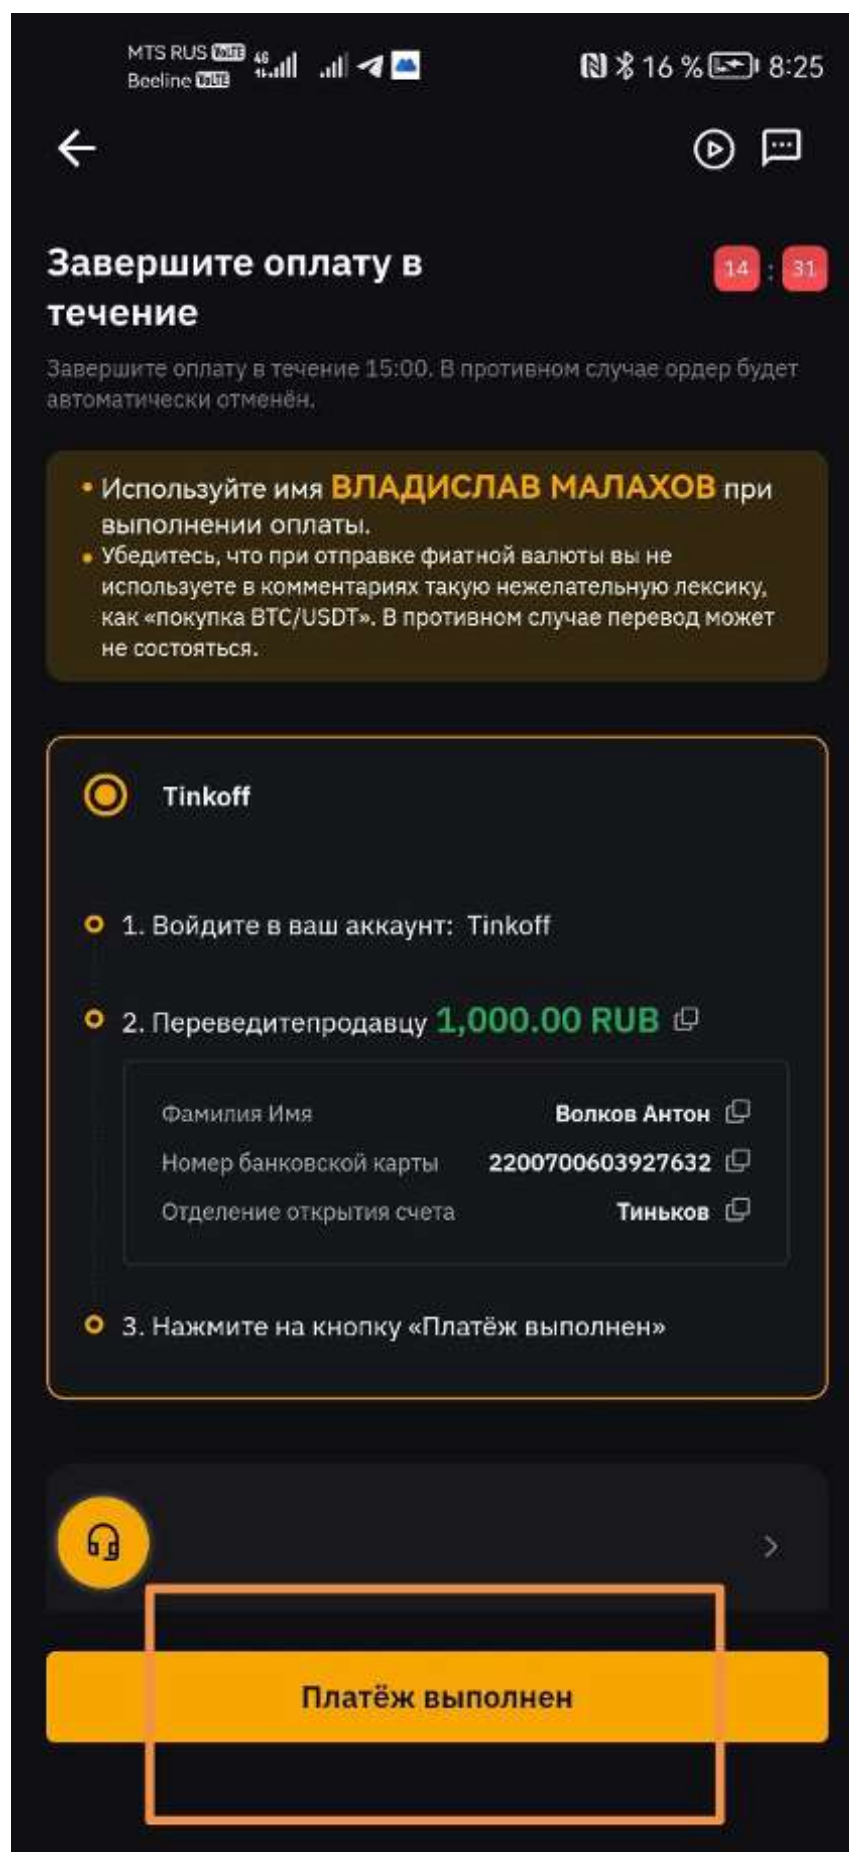 MTS RUS VoLTE 4G 16 % 8:25
Beeline VoLTE
Завершите оплату в
течение
14 : 31
Завершите оплату в течение 15:00. В противном случае ордер будет
автоматически отменён.
• Используйте имя ВЛАДИСЛАВ МАЛАХОВ при
выполнении оплаты.
• Убедитесь, что при отправке фиатной валюты вы не
используете в комментариях такую нежелательную лексику,
как «покупка BTC/USDT». В противном случае перевод может
не состояться.
Tinkoff
1. Войдите в ваш аккаунт: Tinkoff
2. Переведитепродавцу 1,000.00 RUB
Фамилия Имя Волков Антон
Номер банковской карты 2200700603927632
Отделение открытия счета Тиньков
3. Нажмите на кнопку «Платёж выполнен»
Платёж выполнен